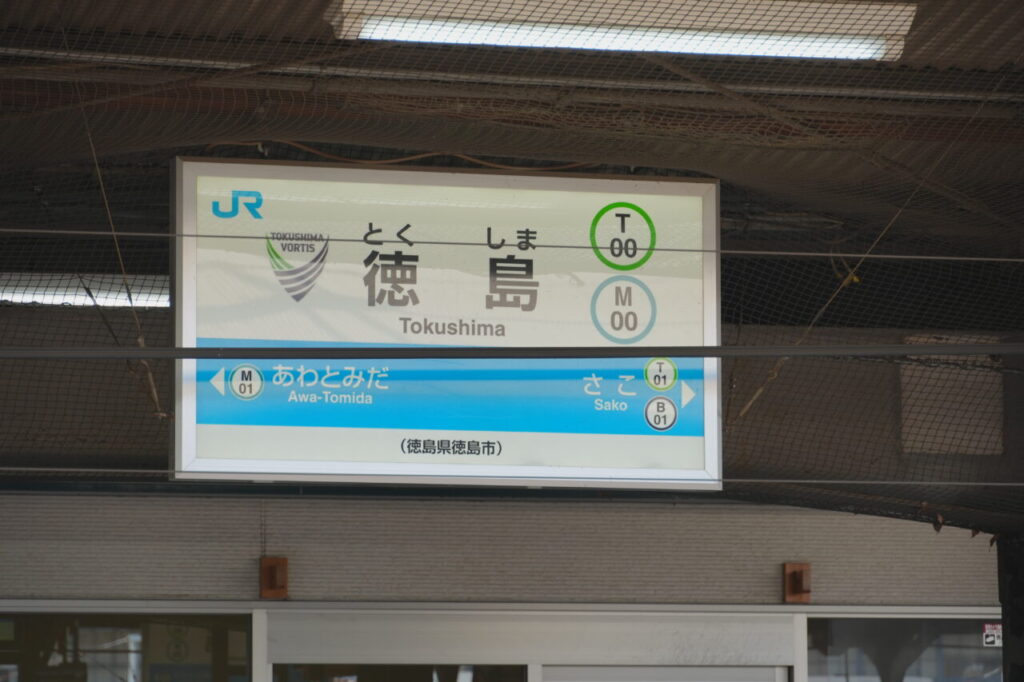 JR
TOKUSHIMA
VORTIS
とく しま
徳 島
Tokushima
T
00
M
00
M
01
あわとみだ
Awa-Tomida
さ こ
Sako
T
01
B
01
(徳島県徳島市)